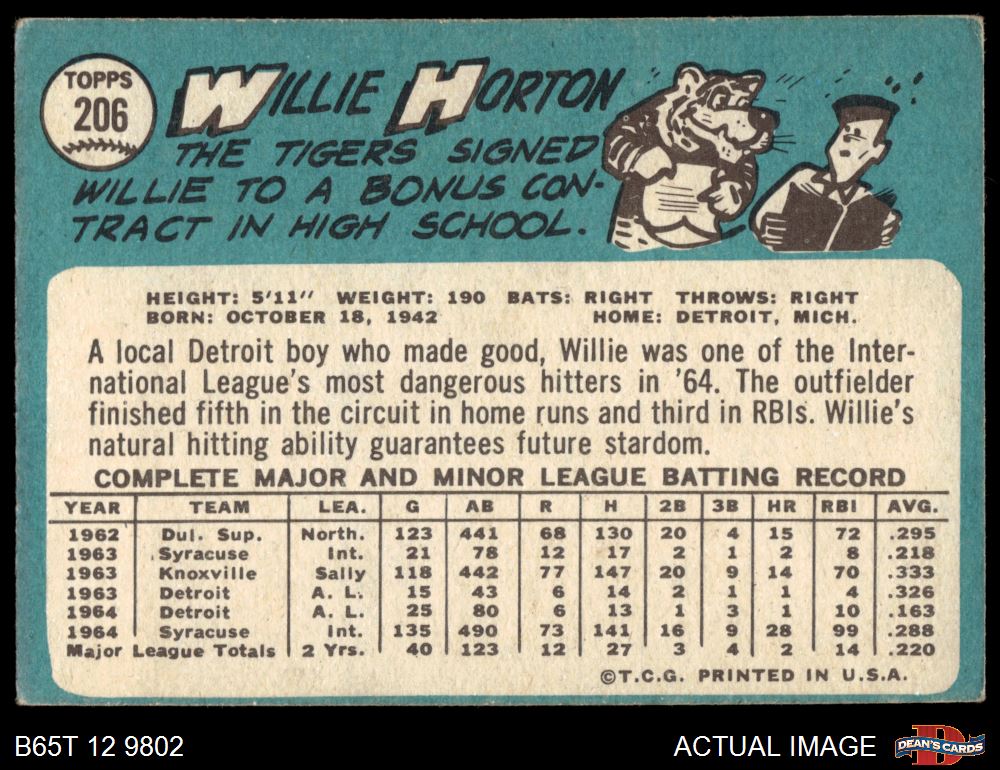 TOPPS
206
WILLIE HORTON
THE TIGERS SIGNED
WILLIE TO A BONUS CON-
TRACT IN HIGH SCHOOL.
HEIGHT: 5'11" WEIGHT: 190 BATS: RIGHT THROWS: RIGHT
BORN: OCTOBER 18, 1942 HOME: DETROIT, MICH.
A local Detroit boy who made good, Willie was one of the Inter-
national League's most dangerous hitters in '64. The outfielder
finished fifth in the circuit in home runs and third in RBIs. Willie's
natural hitting ability guarantees future stardom.
COMPLETE MAJOR AND MINOR LEAGUE BATTING RECORD
YEAR TEAM LEA. G AB R H 2B 3B HR RBI AVG.
1962 Dul. Sup. North. 123 441 68 130 20 4 15 72 .295
1963 Syracuse Int. 21 78 12 17 2 1 2 8 .218
1963 Knoxville Sally 118 442 77 147 20 9 14 70 .333
1963 Detroit A. L. 15 43 6 14 2 1 1 4 .326
1964 Detroit A. L. 25 80 6 13 1 3 1 10 .163
1964 Syracuse Int. 135 490 73 141 16 9 28 99 .288
Major League Totals 2 Yrs. 40 123 12 27 3 4 2 14 .220
©T.C.G. PRINTED IN U.S.A.
B65T 12 9802 ACTUAL IMAGE DEAN'S CARDS